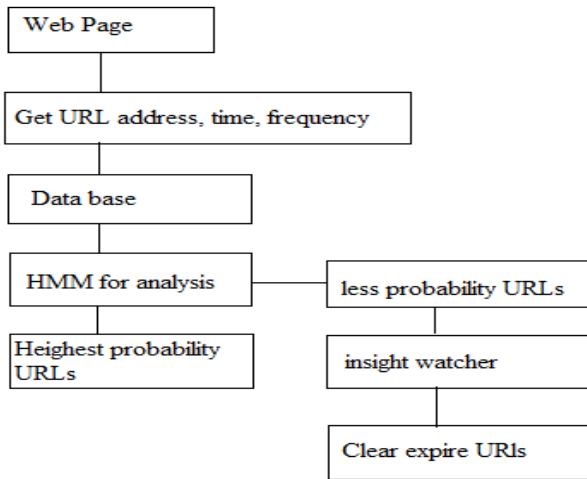 Web Page
Get URL address, time, frequency
Data base
HMM for analysis
less probability URLs
Heighest probability
URLs
insight watcher
Clear expire URls